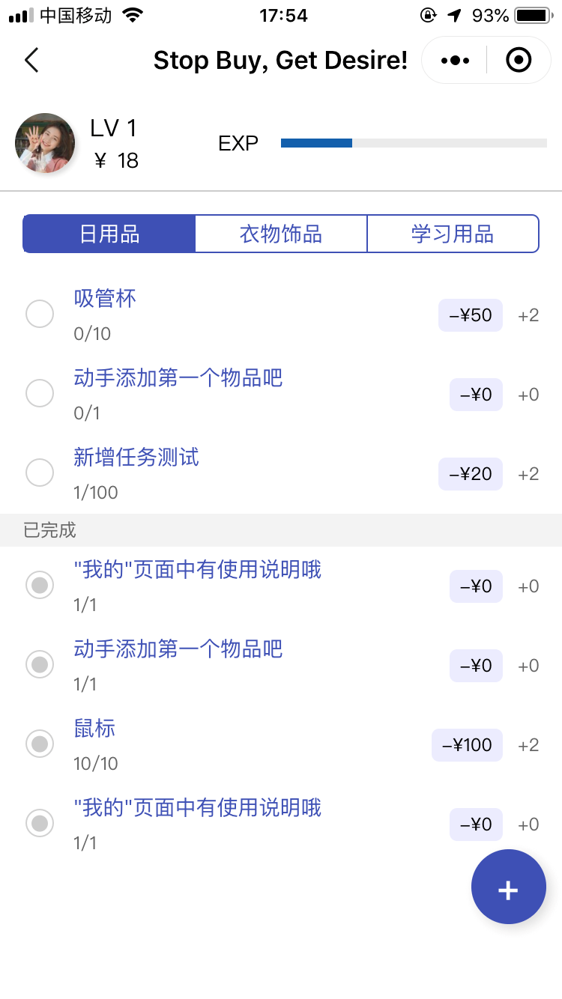 中国移动 17:54 93%
Stop Buy, Get Desire!
LV 1
¥ 18
EXP
日用品 衣物饰品 学习用品
吸管杯
0/10
-¥50 +2
动手添加第一个物品吧
0/1
-¥0 +0
新增任务测试
1/100
-¥20 +2
已完成
"我的"页面中有使用说明哦
1/1
-¥0 +0
动手添加第一个物品吧
1/1
-¥0 +0
鼠标
10/10
-¥100 +2
"我的"页面中有使用说明哦
1/1
-¥0 +0
+